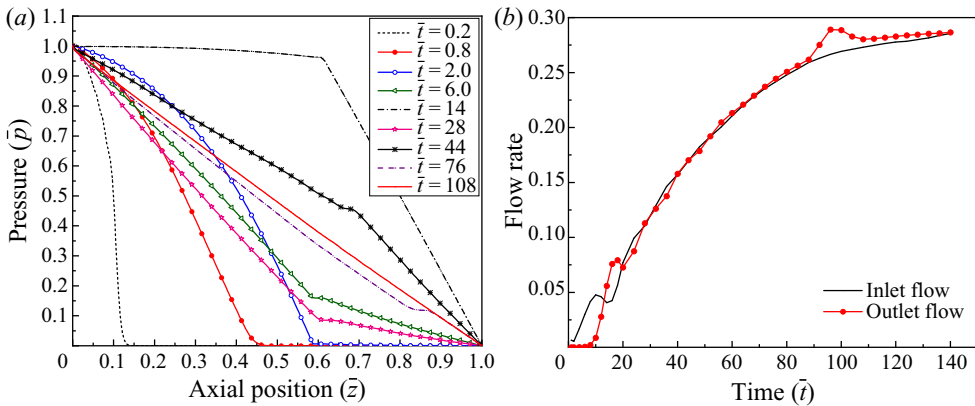 (a)
1.1
1.0
0.9
0.8
0.7
0.6
0.5
0.4
0.3
0.2
0.1
Pressure (p̄)
0
0.1
0.2
0.3
0.4
0.5
0.6
0.7
0.8
0.9
1.0
Axial position (z̄)
t̄ = 0.2
t̄ = 0.8
t̄ = 2.0
t̄ = 6.0
t̄ = 14
t̄ = 28
t̄ = 44
t̄ = 76
t̄ = 108
(b)
0.30
0.25
0.20
0.15
0.10
0.05
Flow rate
0
20
40
60
80
100
120
140
Time (t̄)
Inlet flow
Outlet flow